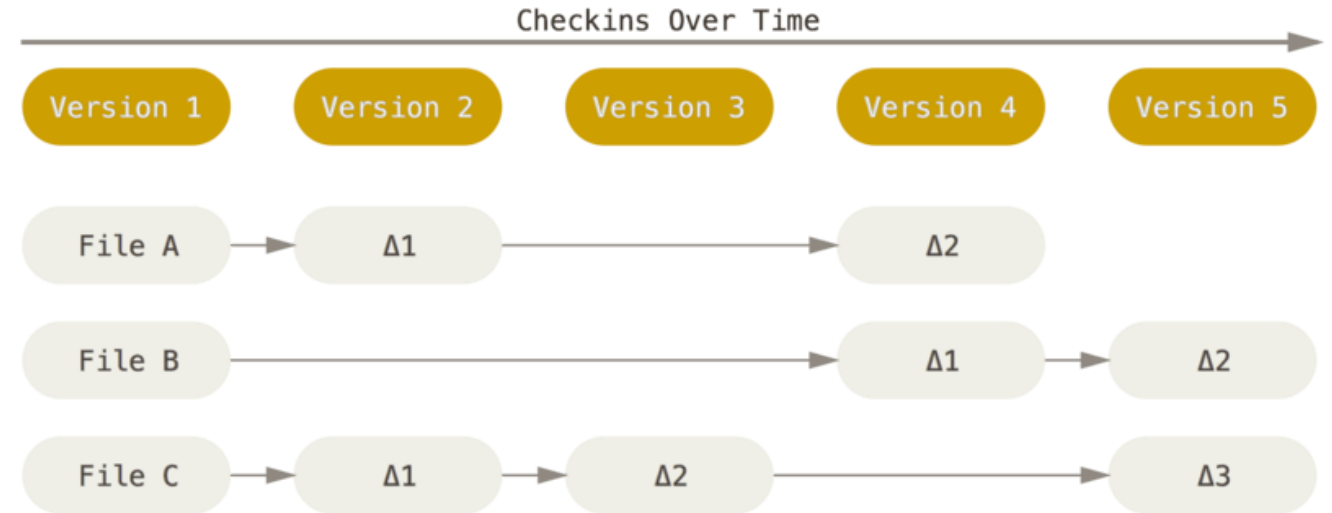 Checkins Over Time
Version 1 Version 2 Version 3 Version 4 Version 5
File A Δ1 Δ2
File B Δ1 Δ2
File C Δ1 Δ2 Δ3